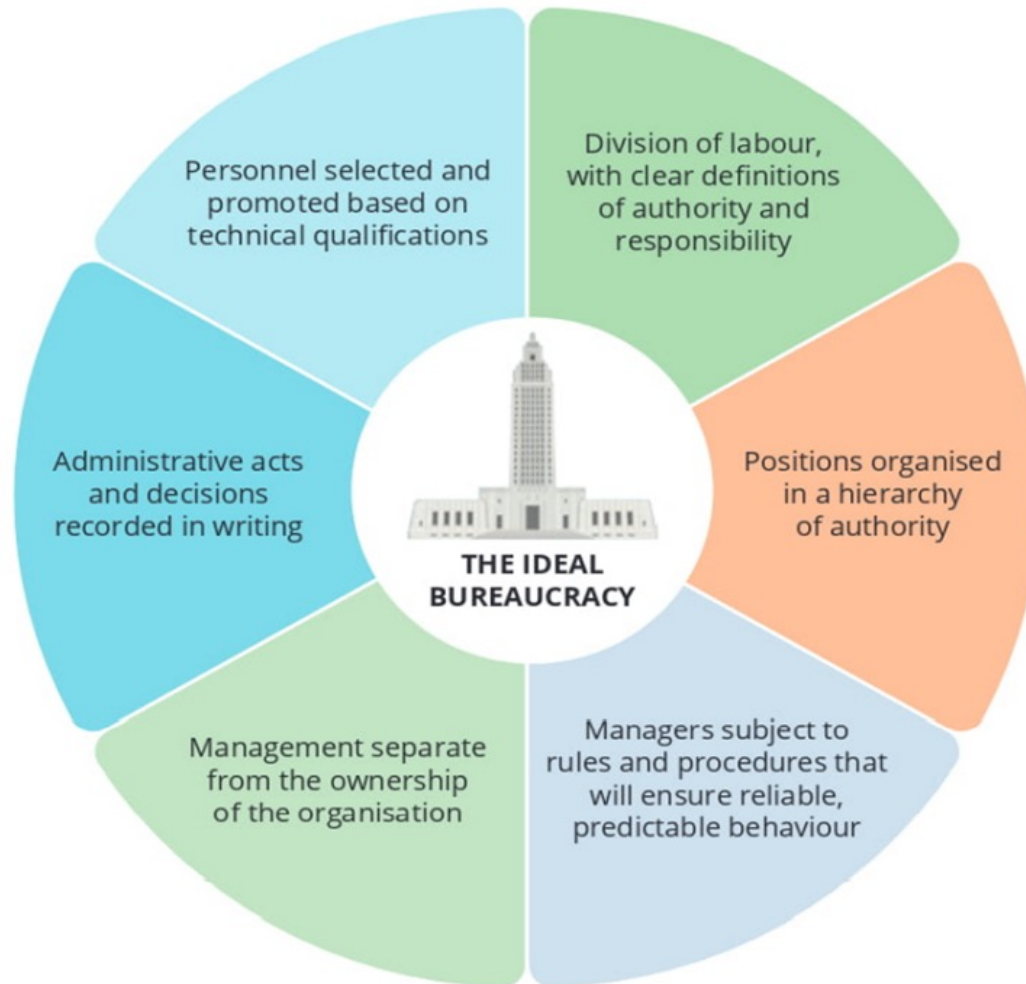 Personnel selected and
promoted based on
technical qualifications
Division of labour,
with clear definitions
of authority and
responsibility
Administrative acts
and decisions
recorded in writing
THE IDEAL
BUREAUCRACY
Positions organised
in a hierarchy
of authority
Management separate
from the ownership
of the organisation
Managers subject to
rules and procedures that
will ensure reliable,
predictable behaviour